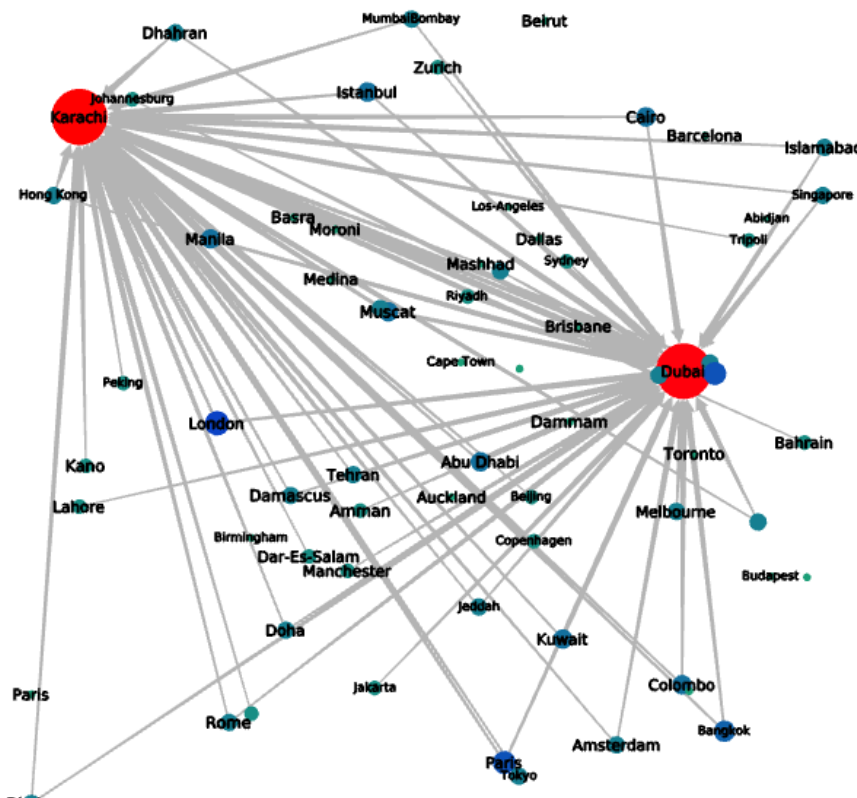 MumbaiBombay
Beirut
Dhahran
Zurich
Istanbul
Johannesburg
Karachi
Cairo
Barcelona
Islamabad
Hong Kong
Singapore
Los-Angeles
Basra
Abidjan
Moroni
Manila
Dallas
Tripoli
Mashhad
Sydney
Medina
Riyadh
Muscat
Brisbane
Cape Town
Dubai
Peking
London
Dammam
Bahrain
Toronto
Kano
Abu Dhabi
Tehran
Damascus
Auckland
Beijing
Lahore
Amman
Melbourne
Birmingham
Copenhagen
Dar-Es-Salam
Manchester
Budapest
Jeddah
Doha
Kuwait
Paris
Jakarta
Colombo
Rome
Bangkok
Amsterdam
Paris
Tokyo